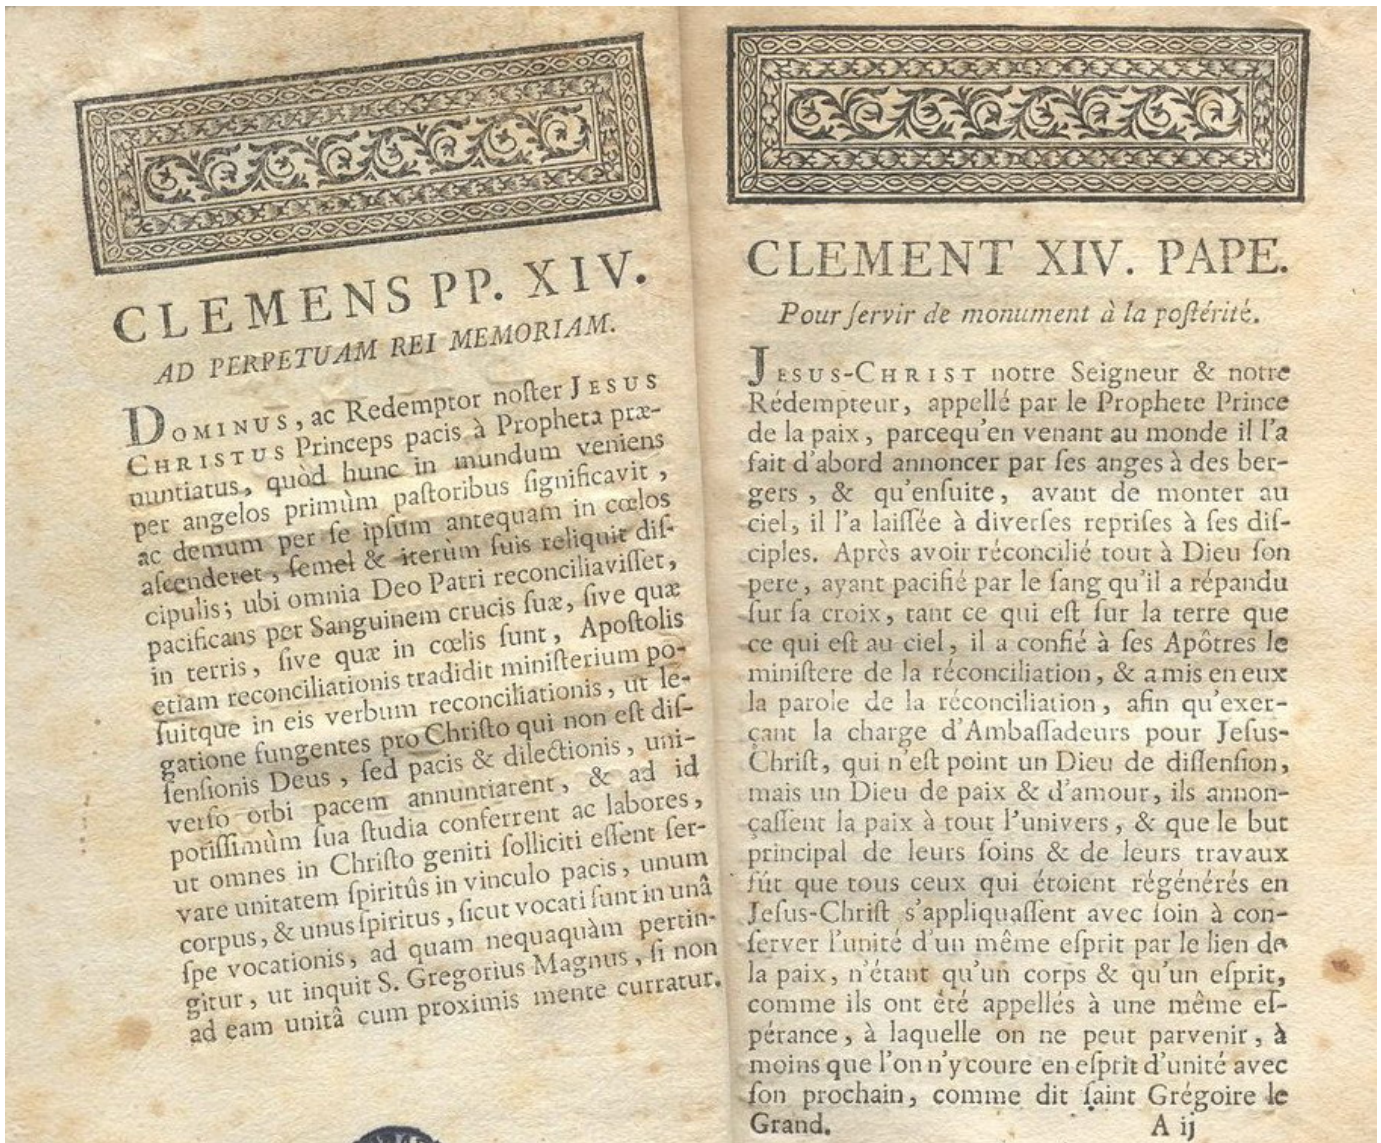 CLEMENS PP. XIV.
AD PERPETUAM REI MEMORIAM.
DOMINUS, ac Redemptor noſter JESUS
CHRISTUS Princeps pacis à Propheta præ-
nuntiatus, quòd hunc in mundum veniens
per angelos primùm paſtoribus ſignificavit,
ac demum per ſe ipſum antequam in cœlos
aſcenderet, ſemel & iterùm ſuis reliquit diſ-
cipulis; ubi omnia Deo Patri reconciliaviſſet,
pacificans per Sanguinem crucis ſuæ, ſive quæ
in terris, ſive quæ in cœlis ſunt, Apoſtolis
etiam reconciliationis tradidit miniſterium po-
ſuitque in eis verbum reconciliationis, ut le-
gatione fungentes pro Chriſto qui non eſt diſ-
ſenſionis Deus, ſed pacis & dilectionis, uni-
verſo orbi pacem annuntiarent, & ad id
potiſſimùm ſua ſtudia conferrent ac labores,
ut omnes in Chriſto geniti ſolliciti eſſent ſer-
vare unitatem ſpiritûs in vinculo pacis, unum
corpus, & unus ſpiritus, ſicut vocati ſunt in unâ
ſpe vocationis, ad quam nequaquàm pertin-
gitur, ut inquit S. Gregorius Magnus, ſi non
ad eam unitâ cum proximis mente curratur.
CLEMENT XIV. PAPE.
Pour ſervir de monument à la poſtérité.
JESUS-CHRIST notre Seigneur & notre
Rédempteur, appellé par le Prophete Prince
de la paix, parcequ'en venant au monde il l'a
fait d'abord annoncer par ſes anges à des ber-
gers, & qu'enſuite, avant de monter au
ciel, il l'a laiſſée à diverſes repriſes à ſes diſ-
ciples. Après avoir réconcilié tout à Dieu ſon
pere, ayant pacifié par le ſang qu'il a répandu
ſur ſa croix, tant ce qui eſt ſur la terre que
ce qui eſt au ciel, il a confié à ſes Apôtres le
miniſtere de la réconciliation, & a mis en eux
la parole de la réconciliation, afin qu'exer-
çant la charge d'Ambaſſadeurs pour Jeſus-
Chriſt, qui n'eſt point un Dieu de diſſenſion,
mais un Dieu de paix & d'amour, ils annon-
çaſſent la paix à tout l'univers, & que le but
principal de leurs ſoins & de leurs travaux
fût que tous ceux qui étoient régénérés en
Jeſus-Chriſt s'appliquaſſent avec ſoin à con-
ſerver l'unité d'un même eſprit par le lien de
la paix, n'étant qu'un corps & qu'un eſprit,
comme ils ont été appellés à une même eſ-
pérance, à laquelle on ne peut parvenir, à
moins que l'on n'y coure en eſprit d'unité avec
ſon prochain, comme dit ſaint Grégoire le
Grand.
A ij